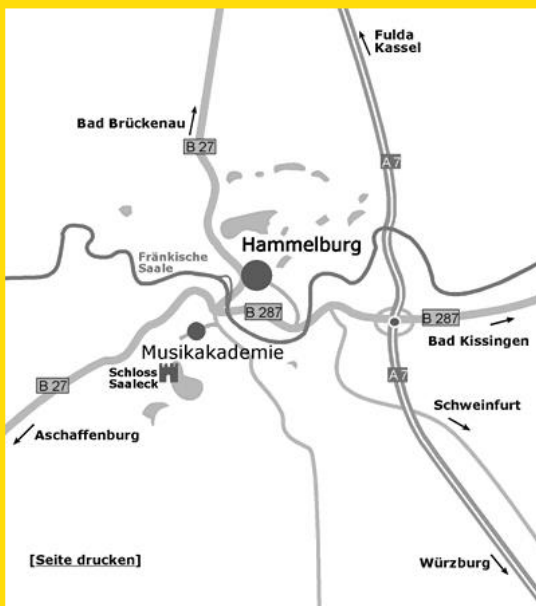 Fulda
Kassel
Bad Brückenau
B 27
A 7
Hammelburg
Fränkische
Saale
B 287
B 287
Bad Kissingen
Musikakademie
Schloss
Saaleck
B 27
A 7
Schweinfurt
Aschaffenburg
[Seite drucken]
Würzburg